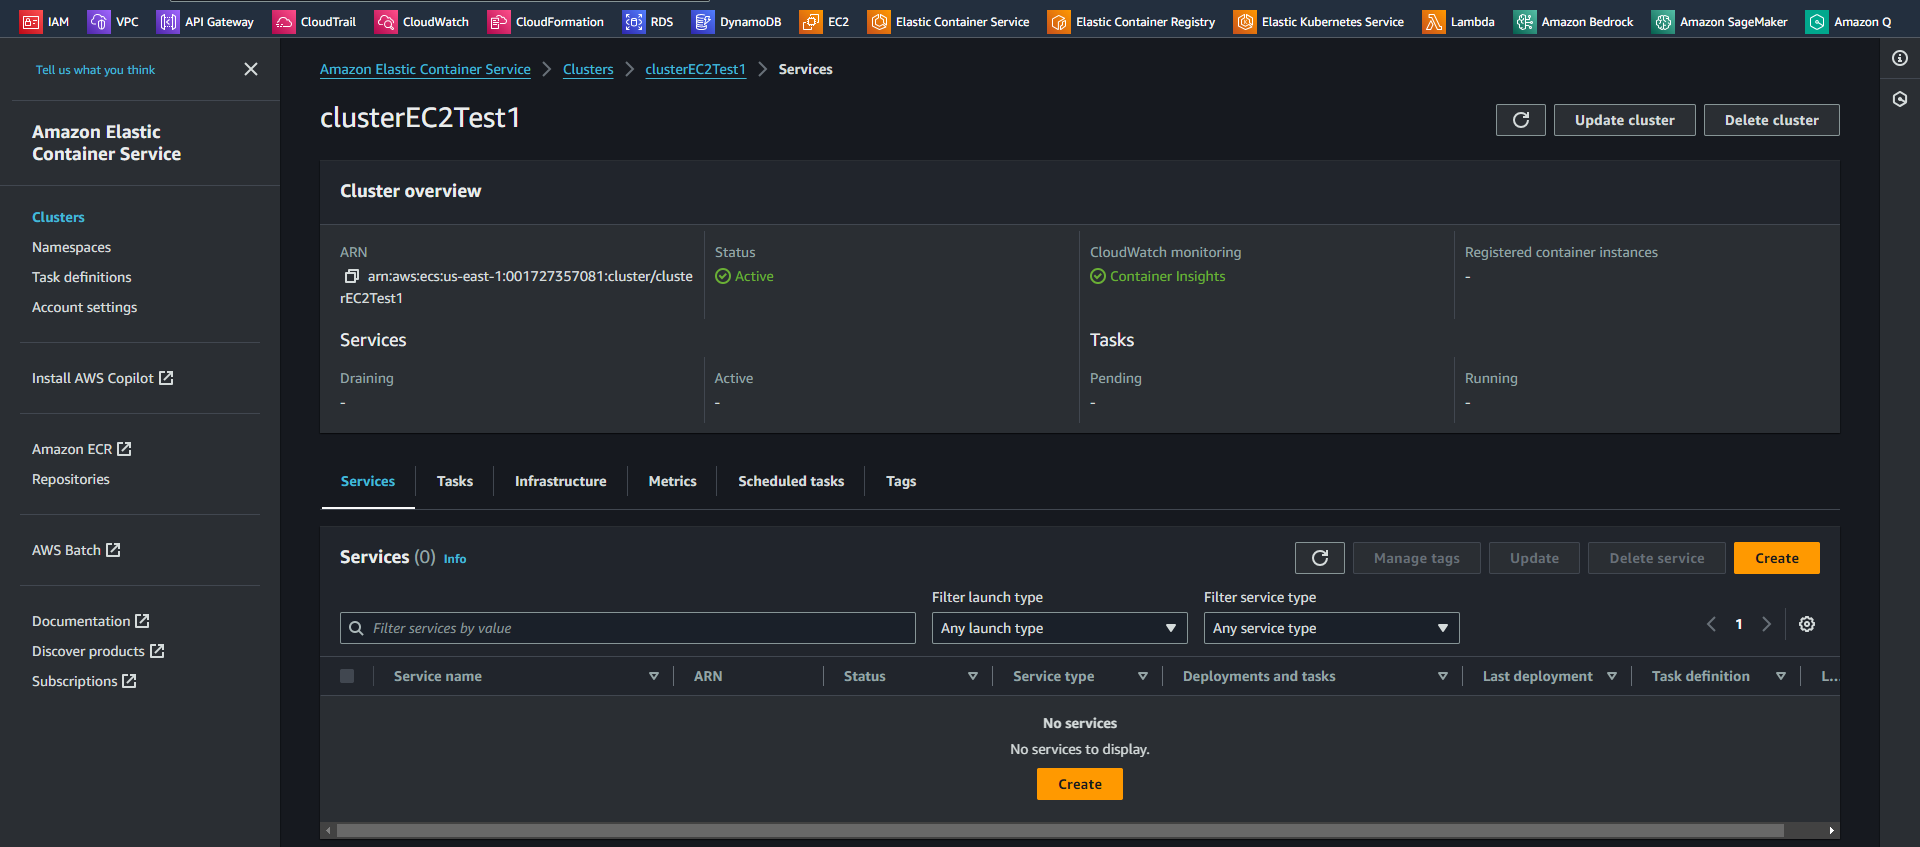 IAM VPC API Gateway CloudTrail CloudWatch CloudFormation RDS DynamoDB EC2 Elastic Container Service Elastic Container Registry Elastic Kubernetes Service Lambda Amazon Bedrock Amazon SageMaker Amazon Q
Tell us what you think
Amazon Elastic
Container Service
Clusters
Namespaces
Task definitions
Account settings
Install AWS Copilot
Amazon ECR
Repositories
AWS Batch
Documentation
Discover products
Subscriptions
Amazon Elastic Container Service Clusters clusterEC2Test1 Services
clusterEC2Test1
Update cluster Delete cluster
Cluster overview
ARN
arn:aws:ecs:us-east-1:001727357081:cluster/cluste
rEC2Test1
Status
Active
CloudWatch monitoring
Container Insights
Registered container instances
-
Services
Draining
-
Active
-
Tasks
Pending
-
Running
-
Services Tasks Infrastructure Metrics Scheduled tasks Tags
Services (0) Info
Manage tags Update Delete service Create
Filter launch type Filter service type
Filter services by value Any launch type Any service type 1
Service name ARN Status Service type Deployments and tasks Last deployment Task definition L...
No services
No services to display.
Create